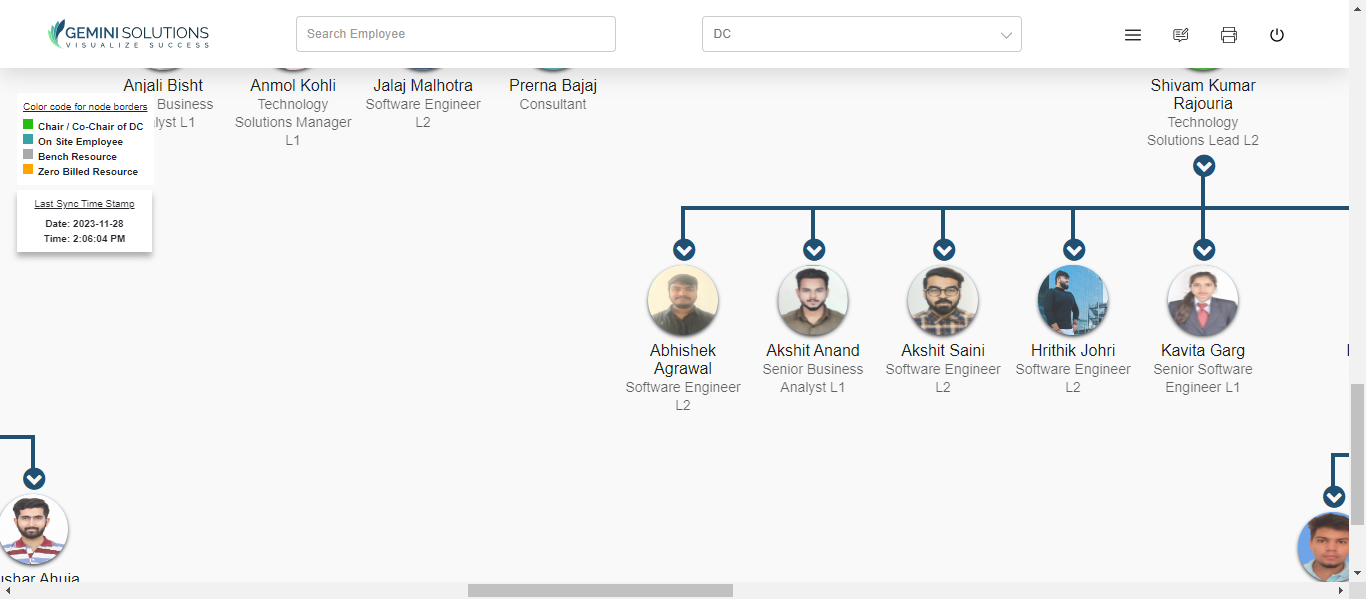 GEMINI SOLUTIONS
VISUALIZE SUCCESS
Search Employee
DC
Anjali Bisht
Business
lyst L1
Anmol Kohli
Technology
Solutions Manager
L1
Jalaj Malhotra
Software Engineer
L2
Prerna Bajaj
Consultant
Shivam Kumar
Rajouria
Technology
Solutions Lead L2
Color code for node borders
Chair / Co-Chair of DC
On Site Employee
Bench Resource
Zero Billed Resource
Last Sync Time Stamp
Date: 2023-11-28
Time: 2:06:04 PM
Abhishek
Agrawal
Software Engineer
L2
Akshit Anand
Senior Business
Analyst L1
Akshit Saini
Software Engineer
L2
Hrithik Johri
Software Engineer
L2
Kavita Garg
Senior Software
Engineer L1
ushar Ahuja